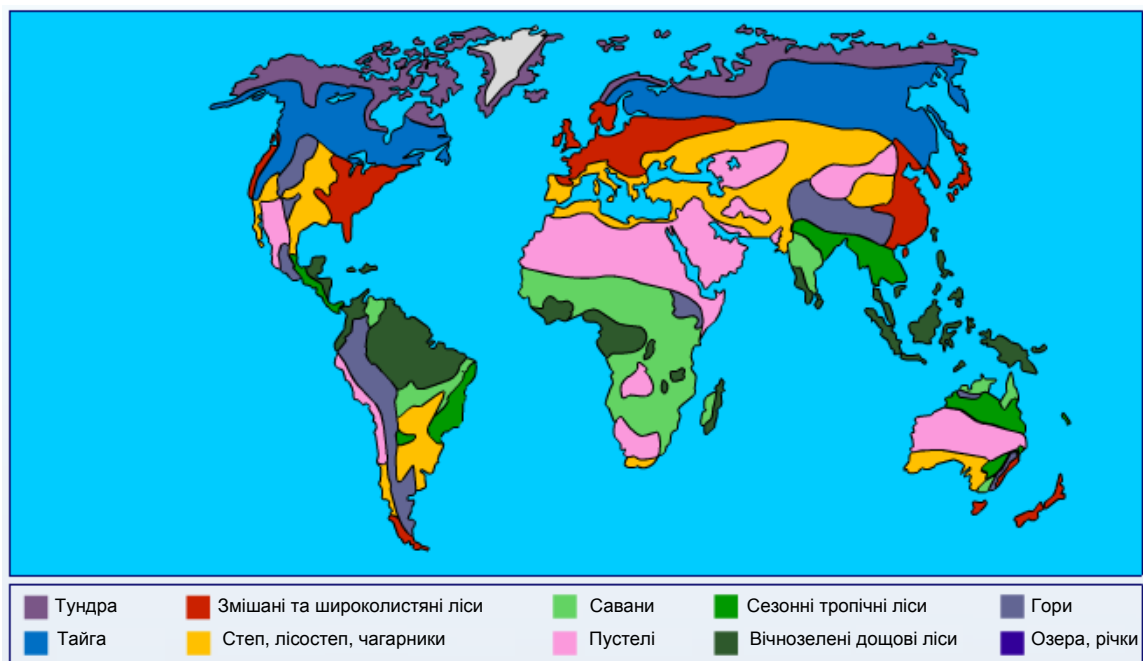 Тундра
Змішані та широколистяні ліси
Савани
Сезонні тропічні ліси
Гори
Тайга
Степ, лісостеп, чагарники
Пустелі
Вічнозелені дощові ліси
Озера, річки